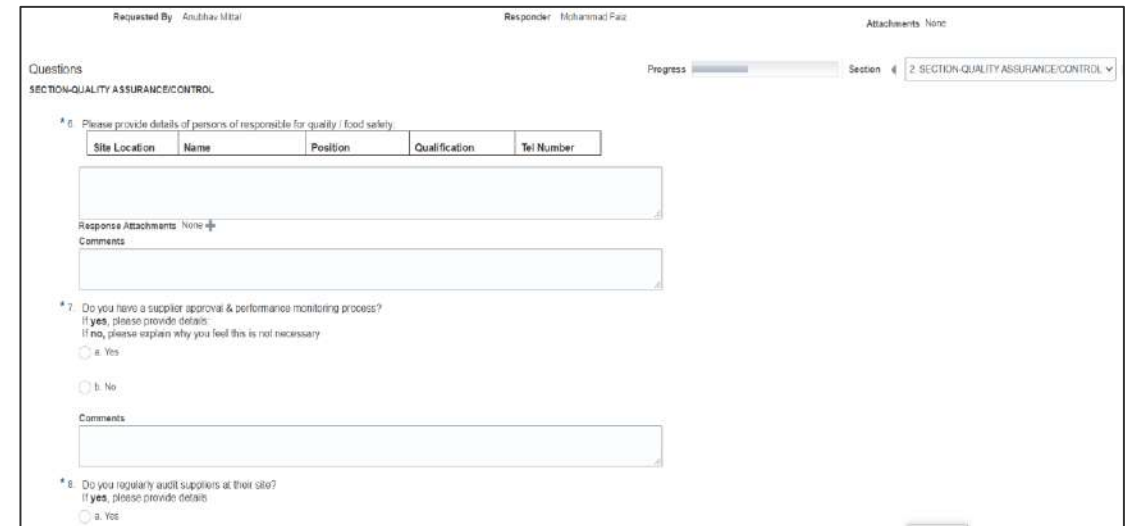 Requested By Anubhav Mittal Responder Mohammad Faiz
Attachments None
Questions Progress Section 2. SECTION-QUALITY ASSURANCE/CONTROL
SECTION-QUALITY ASSURANCE/CONTROL
* 6. Please provide details of persons of responsible for quality / food safety:
Site Location Name Position Qualification Tel Number
Response Attachments None
Comments
* 7. Do you have a supplier approval & performance monitoring process?
If yes, please provide details:
If no, please explain why you feel this is not necessary
a. Yes
b. No
Comments
* 8. Do you regularly audit suppliers at their site?
If yes, please provide details
a. Yes